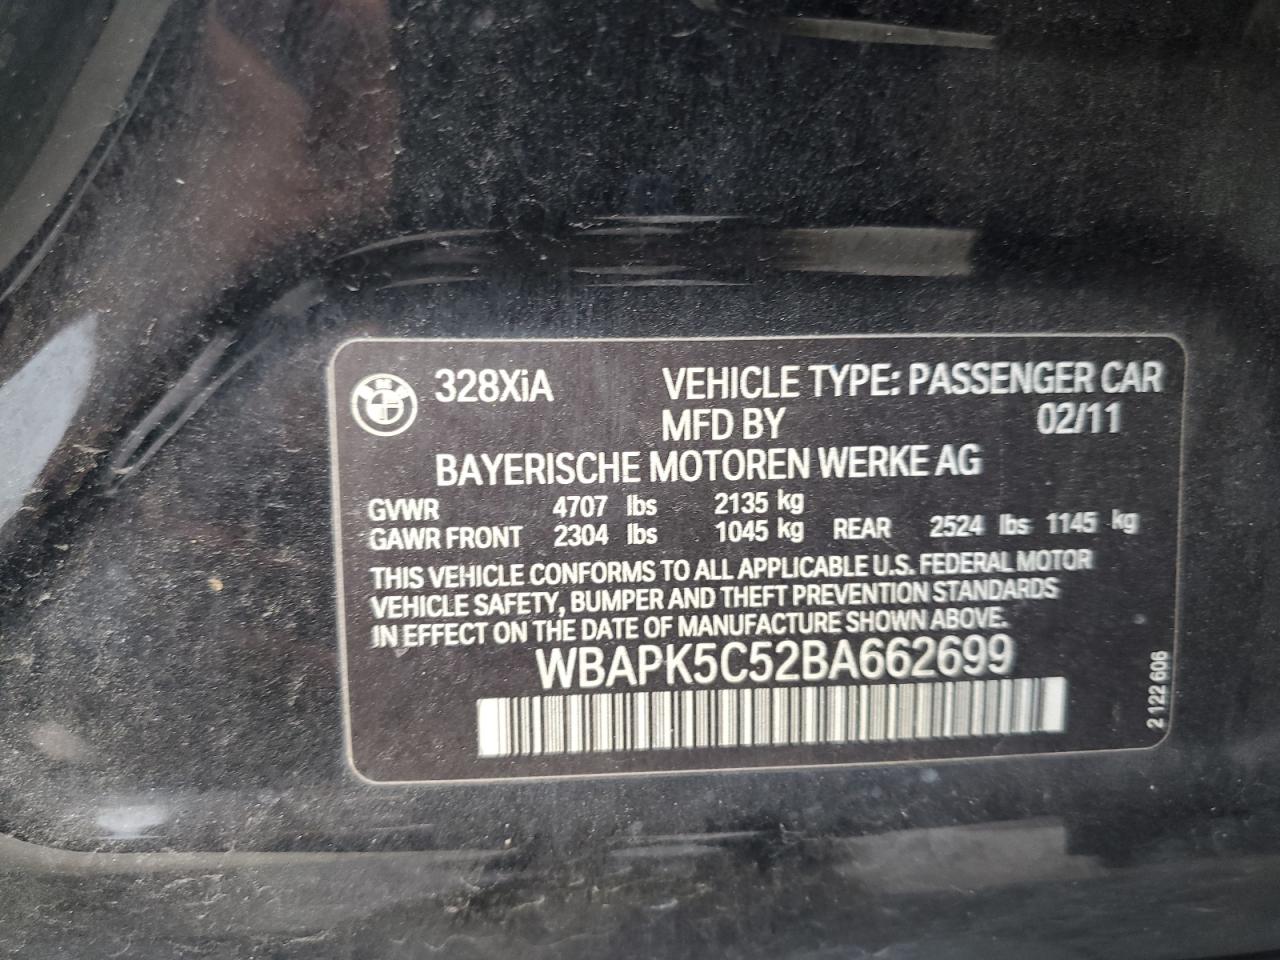 328XiA VEHICLE TYPE: PASSENGER CAR
MFD BY 02/11
BAYERISCHE MOTOREN WERKE AG
GVWR 4707 lbs 2135 kg
GAWR FRONT 2304 lbs 1045 kg REAR 2524 lbs 1145 kg
THIS VEHICLE CONFORMS TO ALL APPLICABLE U.S. FEDERAL MOTOR
VEHICLE SAFETY, BUMPER AND THEFT PREVENTION STANDARDS
IN EFFECT ON THE DATE OF MANUFACTURE SHOWN ABOVE.
WBAPK5C52BA662699
2 122 606